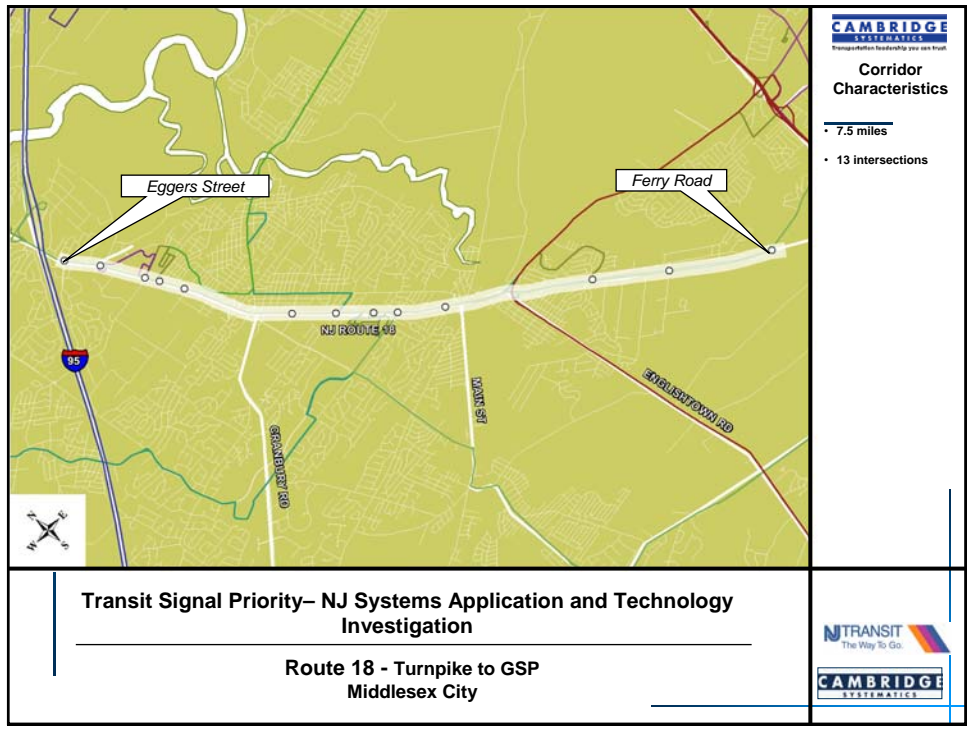 CAMBRIDGE
SYSTEMATICS
Transportation leadership you can trust.
Corridor
Characteristics
• 7.5 miles
• 13 intersections
Eggers Street
Ferry Road
NJ ROUTE 18
95
MAIN ST
ENGLISHTOWN RD
CRANBURY RD
N
E
W
S
Transit Signal Priority– NJ Systems Application and Technology
Investigation
Route 18 - Turnpike to GSP
Middlesex City
NJTRANSIT
The Way To Go.
CAMBRIDGE
SYSTEMATICS